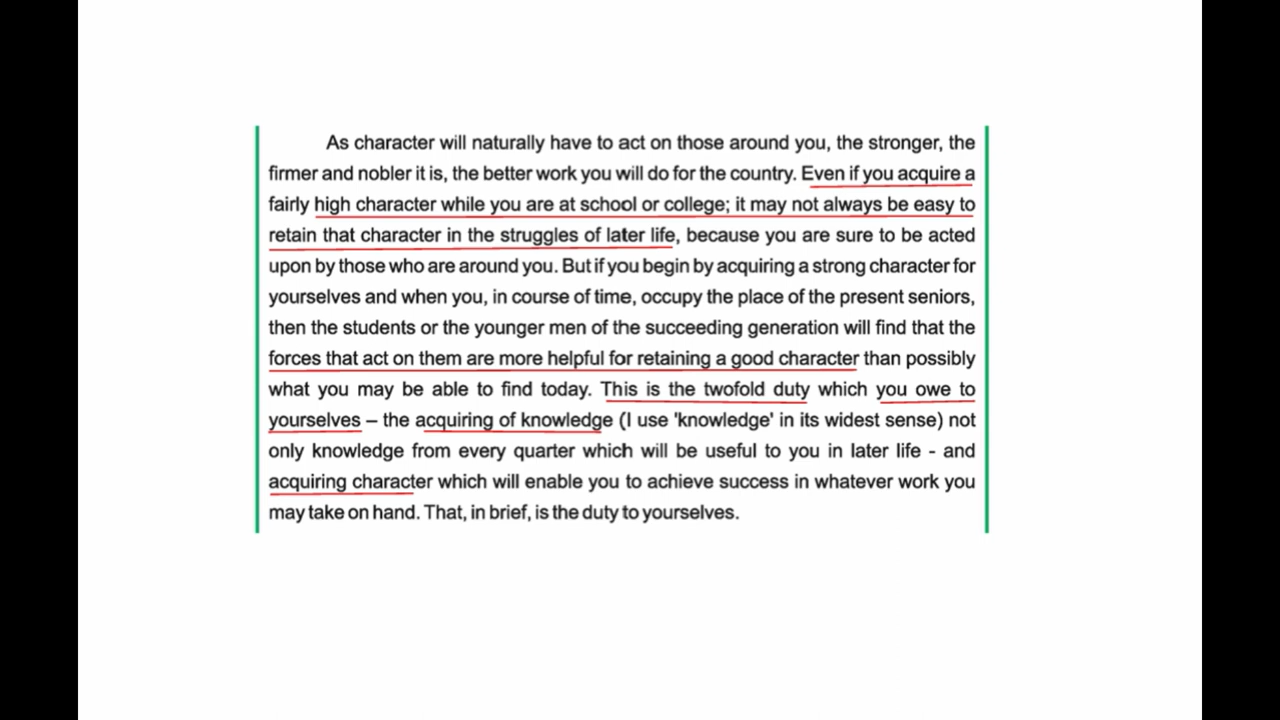 As character will naturally have to act on those around you, the stronger, the
firmer and nobler it is, the better work you will do for the country. Even if you acquire a
fairly high character while you are at school or college; it may not always be easy to
retain that character in the struggles of later life, because you are sure to be acted
upon by those who are around you. But if you begin by acquiring a strong character for
yourselves and when you, in course of time, occupy the place of the present seniors,
then the students or the younger men of the succeeding generation will find that the
forces that act on them are more helpful for retaining a good character than possibly
what you may be able to find today. This is the twofold duty which you owe to
yourselves – the acquiring of knowledge (I use 'knowledge' in its widest sense) not
only knowledge from every quarter which will be useful to you in later life - and
acquiring character which will enable you to achieve success in whatever work you
may take on hand. That, in brief, is the duty to yourselves.